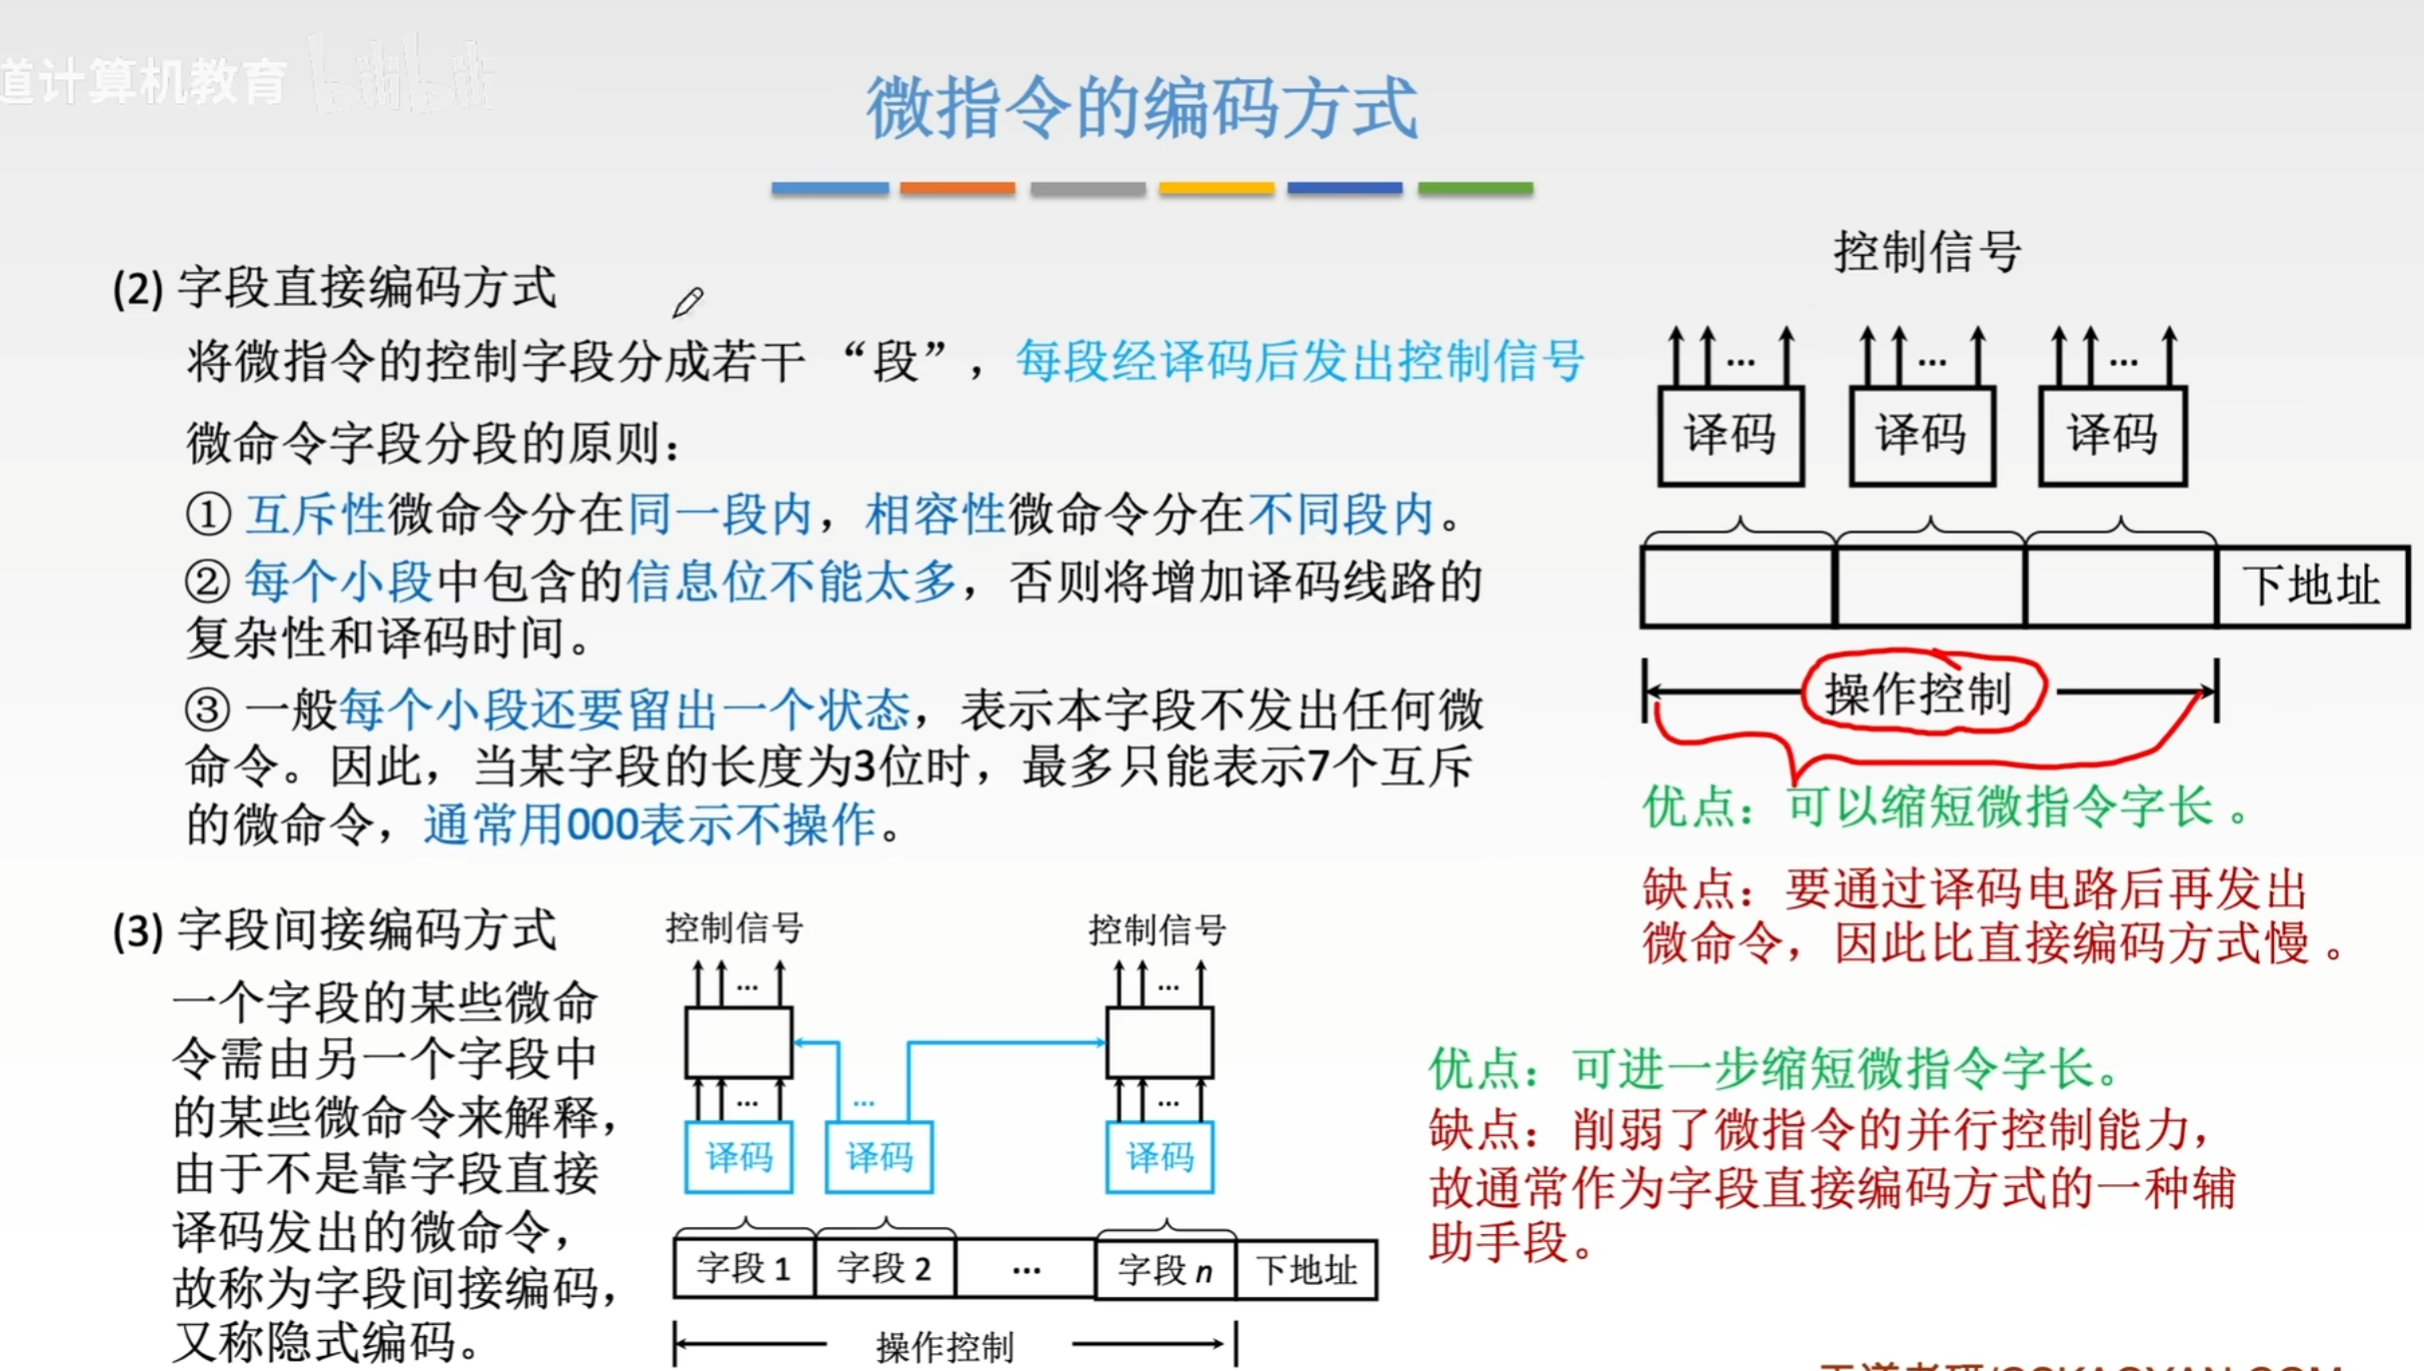 道计算机教育 bilibili
微指令的编码方式
(2) 字段直接编码方式
将微指令的控制字段分成若干 “段”，每段经译码后发出控制信号
微命令字段分段的原则：
① 互斥性微命令分在同一段内，相容性微命令分在不同段内。
② 每个小段中包含的信息位不能太多，否则将增加译码线路的
复杂性和译码时间。
③ 一般每个小段还要留出一个状态，表示本字段不发出任何微
命令。因此，当某字段的长度为3位时，最多只能表示7个互斥
的微命令，通常用000表示不操作。
控制信号
... ... ...
译码 译码 译码
下地址
操作控制
优点：可以缩短微指令字长 。
缺点：要通过译码电路后再发出
微命令，因此比直接编码方式慢 。
(3) 字段间接编码方式
一个字段的某些微命
令需由另一个字段中
的某些微命令来解释，
由于不是靠字段直接
译码发出的微命令，
故称为字段间接编码，
又称隐式编码。
控制信号 控制信号
... ...
... ... ...
译码 译码 译码
字段 1 字段 2 ... 字段 n 下地址
操作控制
优点：可进一步缩短微指令字长。
缺点：削弱了微指令的并行控制能力，
故通常作为字段直接编码方式的一种辅
助手段。